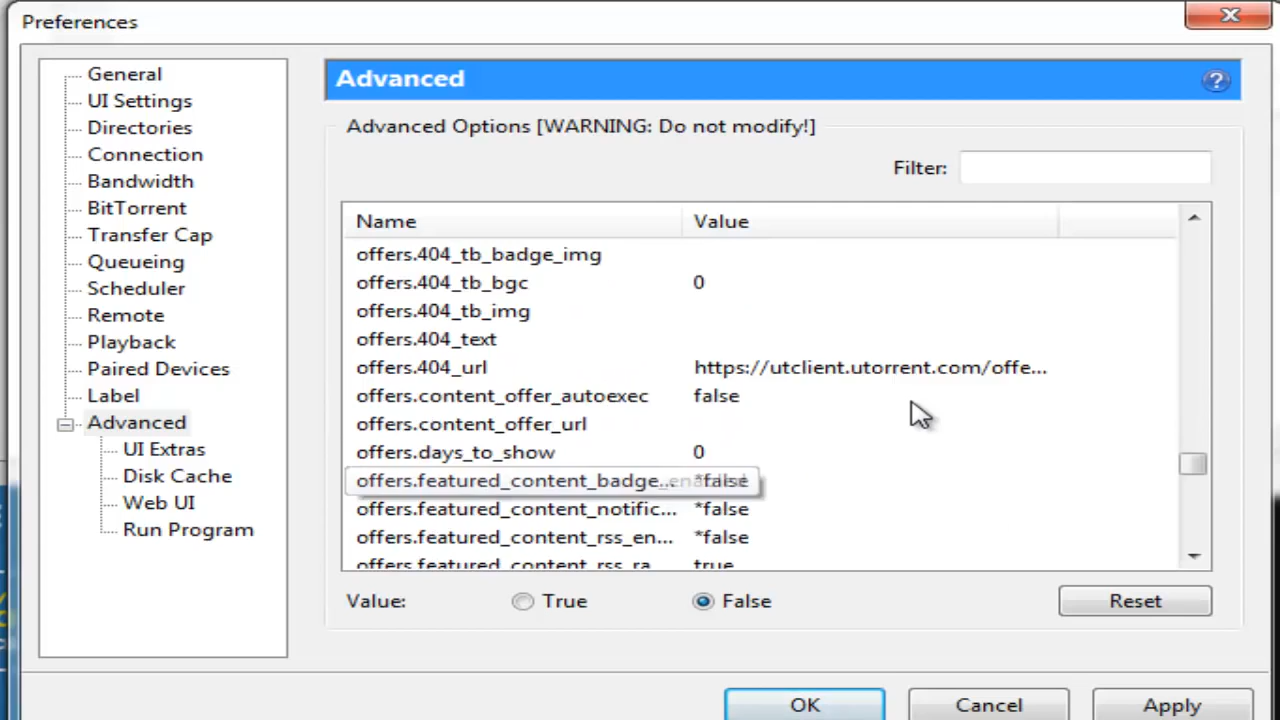 Preferences
General
UI Settings
Directories
Connection
Bandwidth
BitTorrent
Transfer Cap
Queueing
Scheduler
Remote
Playback
Paired Devices
Label
Advanced
UI Extras
Disk Cache
Web UI
Run Program
Advanced
Advanced Options [WARNING: Do not modify!]
Filter:
Name Value
offers.404_tb_badge_img
offers.404_tb_bgc 0
offers.404_tb_img
offers.404_text
offers.404_url https://utclient.utorrent.com/offe...
offers.content_offer_autoexec false
offers.content_offer_url
offers.days_to_show 0
offers.featured_content_badge... *false
offers.featured_content_notific... *false
offers.featured_content_rss_en... *false
offers.featured_content_rss_ra true
Value: True False Reset
OK Cancel Apply